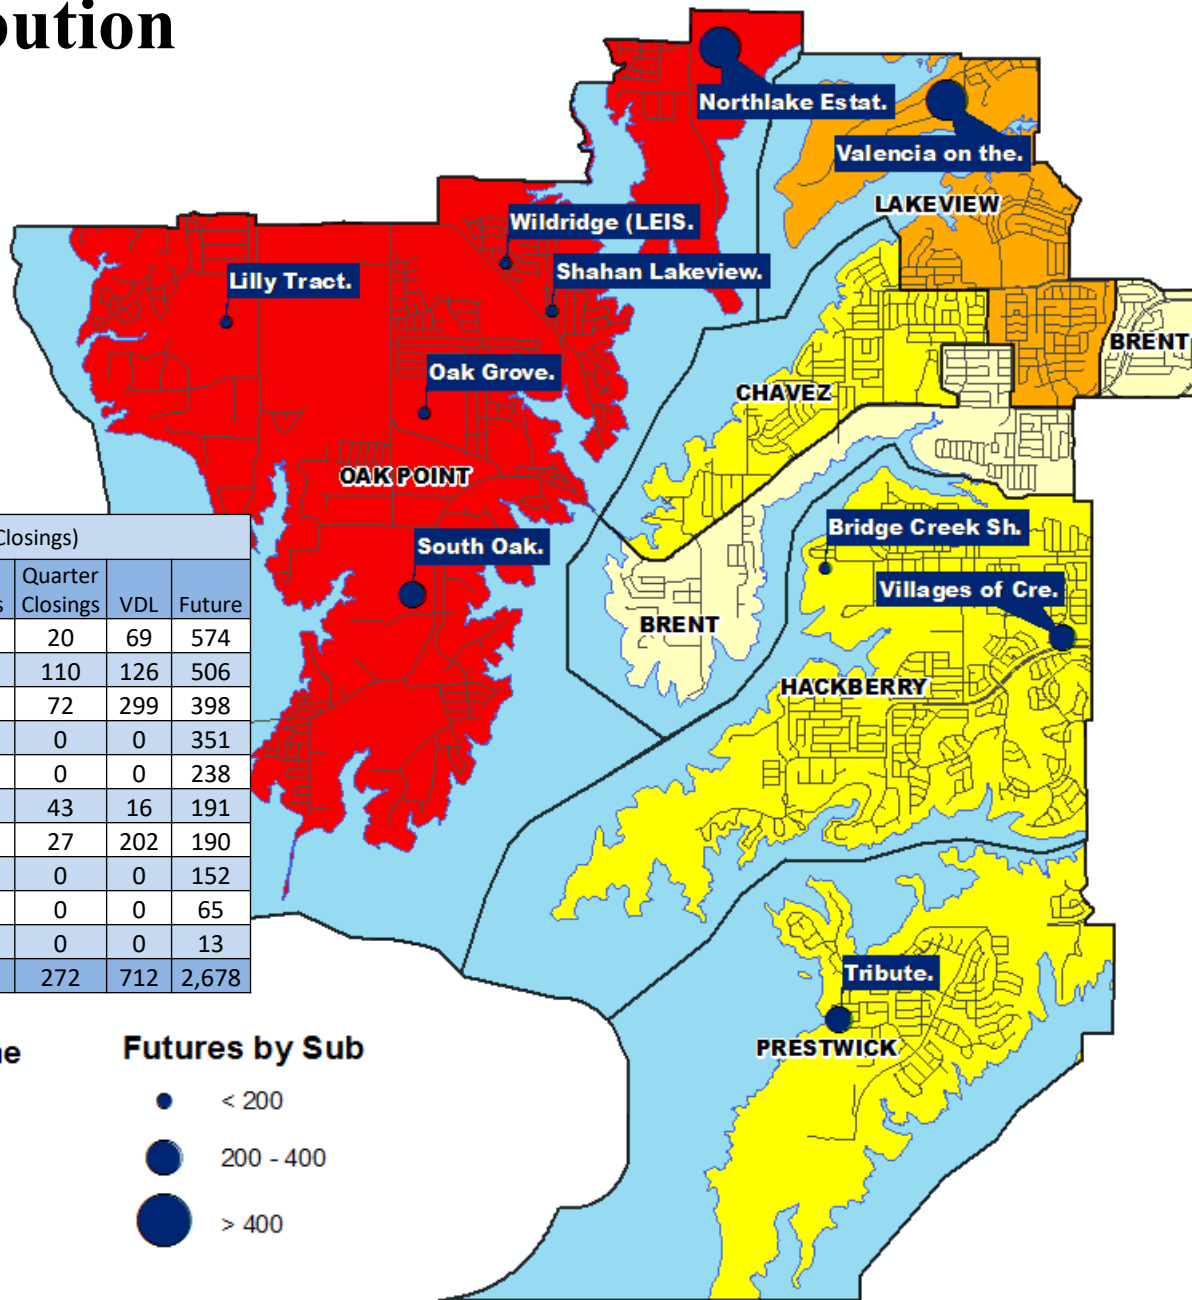 bution
Northlake Estat.
Valencia on the.
LAKEVIEW
Wildridge (LEIS.
Shahan Lakeview.
Lilly Tract.
BRENT
Oak Grove.
CHAVEZ
OAK POINT
Bridge Creek Sh.
South Oak.
Villages of Cre.
BRENT
HACKBERRY
Tribute.
PRESTWICK
Closings)
s Quarter Closings VDL Future
20 69 574
110 126 506
72 299 398
0 0 351
0 0 238
43 16 191
27 202 190
0 0 152
0 0 65
0 0 13
272 712 2,678
ne
Futures by Sub
< 200
200 - 400
> 400